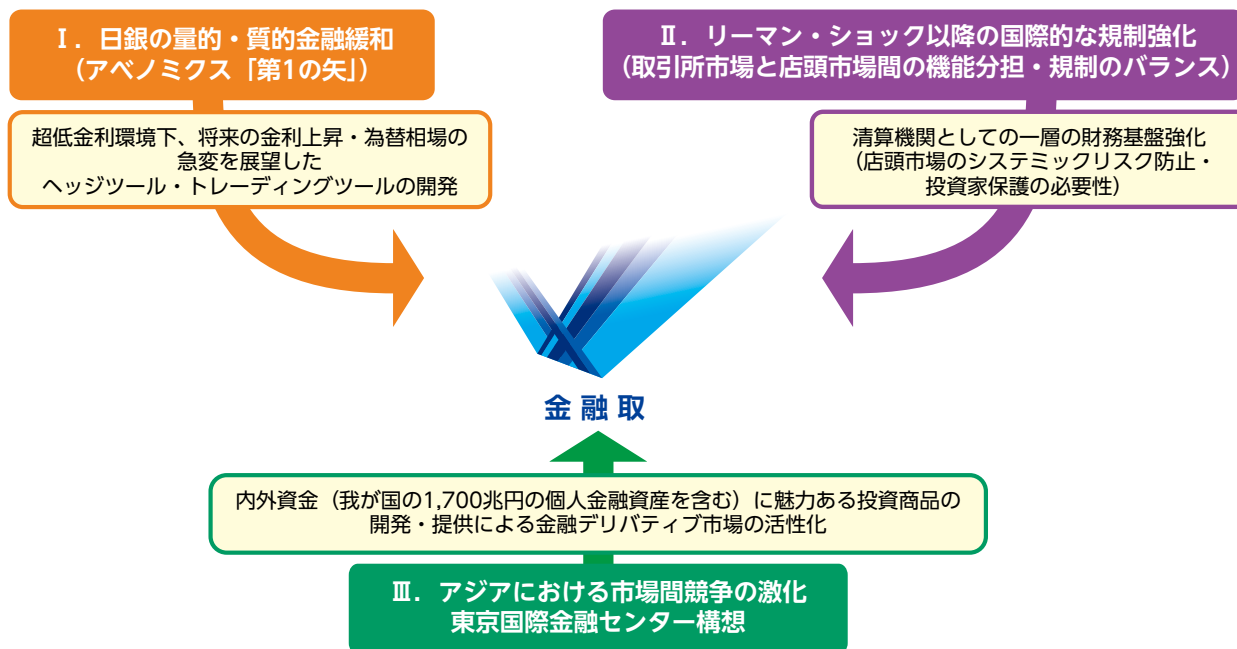 Ⅰ．日銀の量的・質的金融緩和
（アベノミクス「第1の矢」）
超低金利環境下、将来の金利上昇・為替相場の
急変を展望した
ヘッジツール・トレーディングツールの開発
Ⅱ．リーマン・ショック以降の国際的な規制強化
（取引所市場と店頭市場間の機能分担・規制のバランス）
清算機関としての一層の財務基盤強化
（店頭市場のシステミックリスク防止・
投資家保護の必要性）
金融取
内外資金（我が国の1,700兆円の個人金融資産を含む）に魅力ある投資商品の
開発・提供による金融デリバティブ市場の活性化
Ⅲ．アジアにおける市場間競争の激化
東京国際金融センター構想